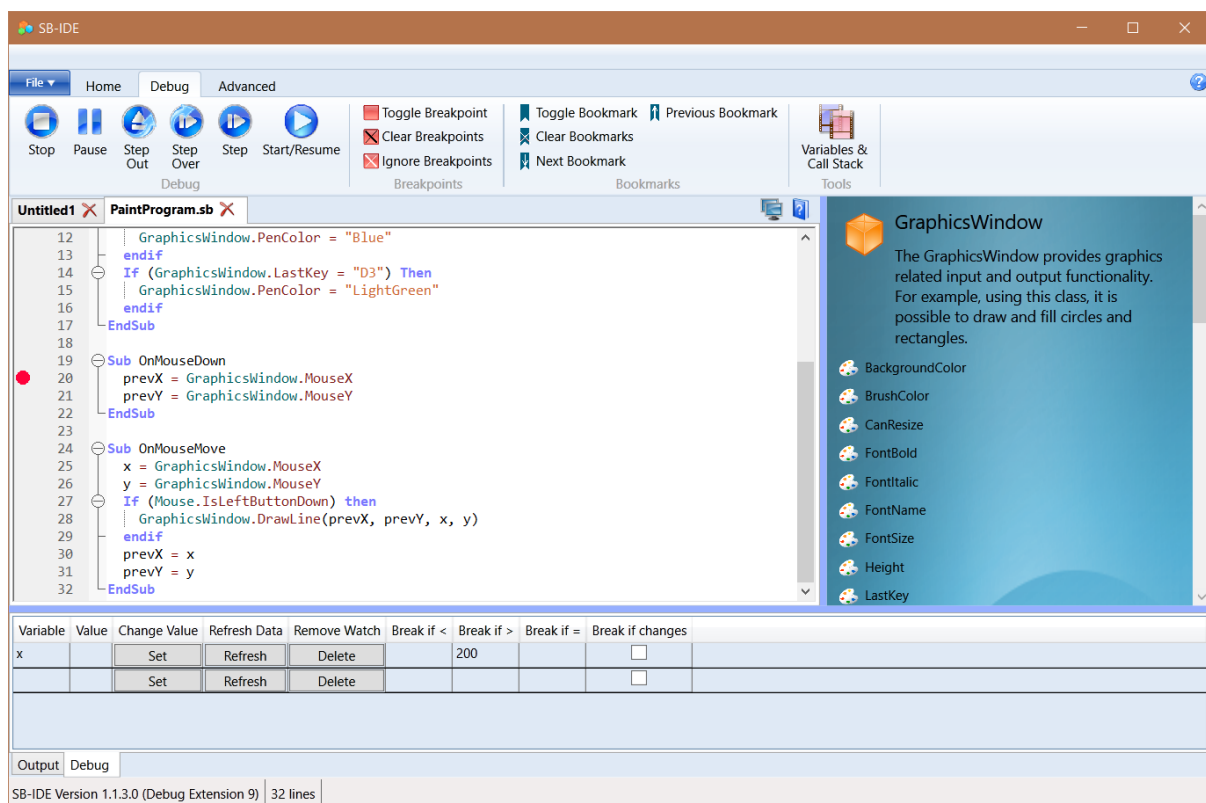 SB-IDE
File Home Debug Advanced
Stop Pause Step Out Step Over Step Start/Resume
Debug
Toggle Breakpoint
Clear Breakpoints
Ignore Breakpoints
Breakpoints
Toggle Bookmark Previous Bookmark
Clear Bookmarks
Next Bookmark
Bookmarks
Variables &
Call Stack
Tools
Untitled1 PaintProgram.sb
12 GraphicsWindow.PenColor = "Blue"
13 endif
14 If (GraphicsWindow.LastKey = "D3") Then
15 GraphicsWindow.PenColor = "LightGreen"
16 endif
17 EndSub
18
19 Sub OnMouseDown
20 prevX = GraphicsWindow.MouseX
21 prevY = GraphicsWindow.MouseY
22 EndSub
23
24 Sub OnMouseMove
25 x = GraphicsWindow.MouseX
26 y = GraphicsWindow.MouseY
27 If (Mouse.IsLeftButtonDown) then
28 GraphicsWindow.DrawLine(prevX, prevY, x, y)
29 endif
30 prevX = x
31 prevY = y
32 EndSub
GraphicsWindow
The GraphicsWindow provides graphics
related input and output functionality.
For example, using this class, it is
possible to draw and fill circles and
rectangles.
BackgroundColor
BrushColor
CanResize
FontBold
FontItalic
FontName
FontSize
Height
LastKey
Variable Value Change Value Refresh Data Remove Watch Break if < Break if > Break if = Break if changes
x Set Refresh Delete 200
Set Refresh Delete
Output Debug
SB-IDE Version 1.1.3.0 (Debug Extension 9) 32 lines